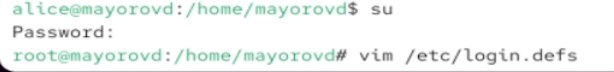 alice@mayorovd:/home/mayorovd$ su
Password:
root@mayorovd:/home/mayorovd# vim /etc/login.defs